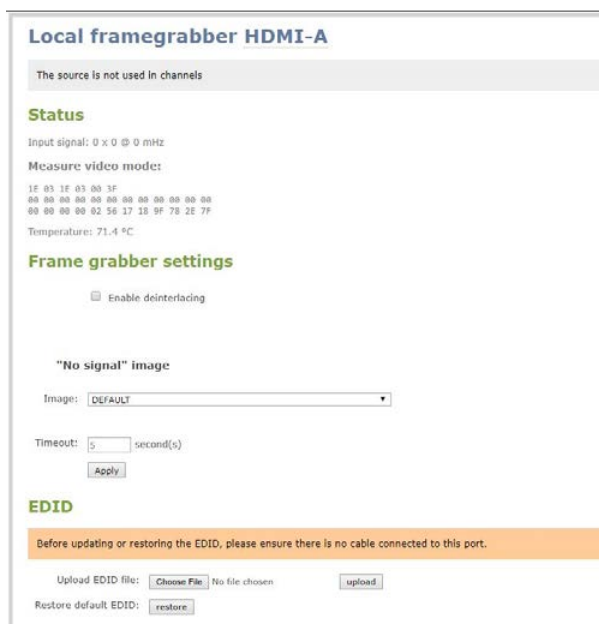 Local framegrabber HDMI-A
The source is not used in channels
Status
Input signal: 0 x 0 @ 0 mHz
Measure video mode:
1E 03 1E 03 00 3F
00 00 00 00 00 00 00 00 00 00 00 00
00 00 00 00 02 56 17 18 9F 78 2E 7F
Temperature: 71.4 ºC
Frame grabber settings
Enable deinterlacing
"No signal" image
Image: DEFAULT
Timeout: 5 second(s)
Apply
EDID
Before updating or restoring the EDID, please ensure there is no cable connected to this port.
Upload EDID file: Choose File No file chosen upload
Restore default EDID: restore